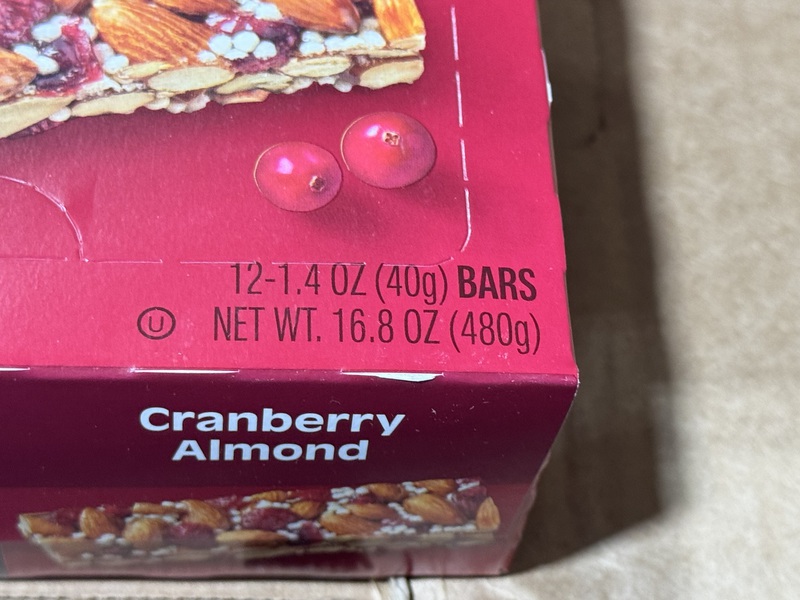 12-1.4 OZ (40g) BARS
U NET WT. 16.8 OZ (480g)
Cranberry
Almond